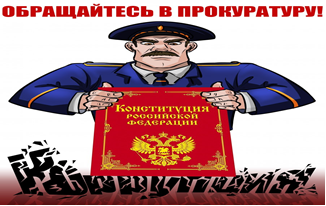 ОБРАЩАЙТЕСЬ В ПРОКУРАТУРУ!
КОНСТИТУЦИЯ
РОССИЙСКОЙ
ФЕДЕРАЦИИ